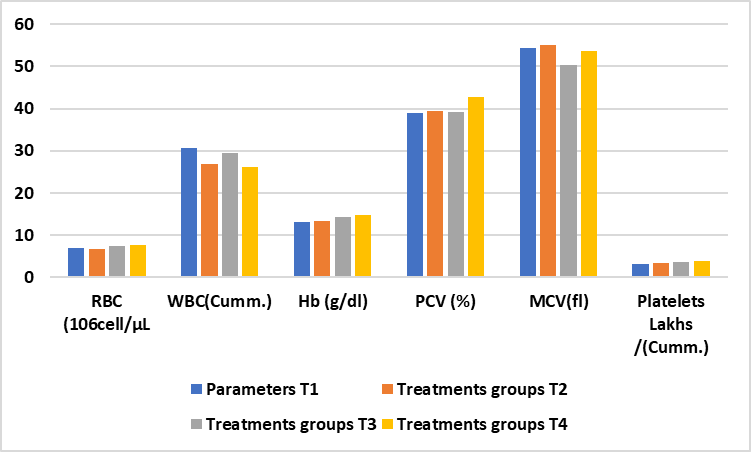 60
50
40
30
20
10
0
RBC
(106cell/µL
WBC(Cumm.)
Hb (g/dl)
PCV (%)
MCV(fl)
Platelets
Lakhs
/(Cumm.)
Parameters T1
Treatments groups T2
Treatments groups T3
Treatments groups T4